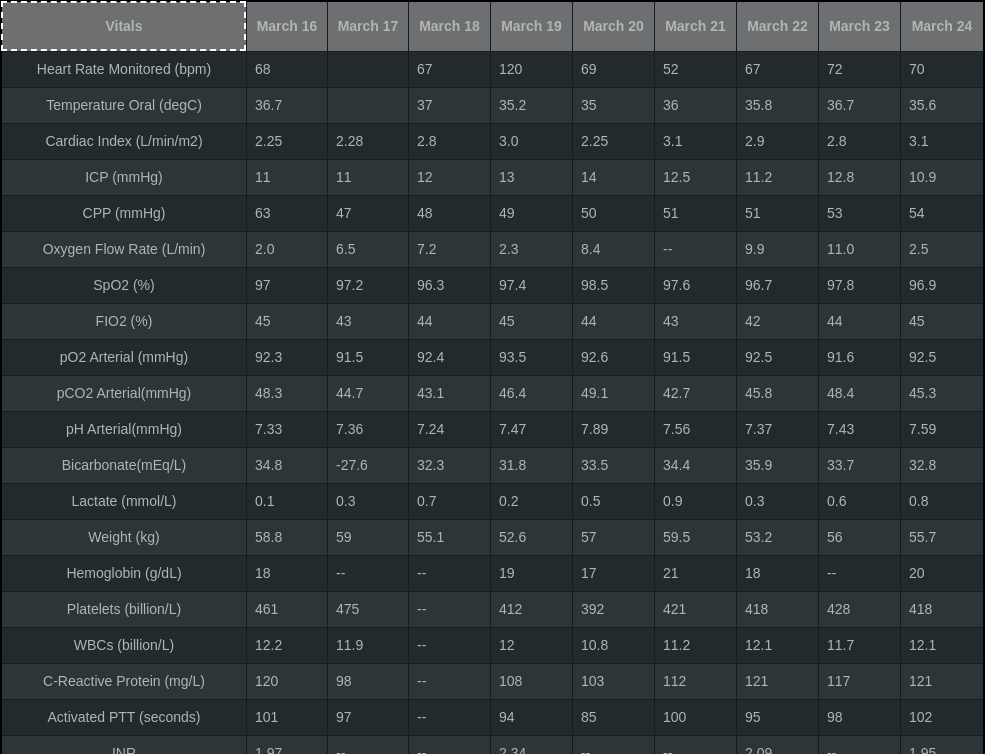 Vitals March 16 March 17 March 18 March 19 March 20 March 21 March 22 March 23 March 24
Heart Rate Monitored (bpm) 68 67 120 69 52 67 72 70
Temperature Oral (degC) 36.7 37 35.2 35 36 35.8 36.7 35.6
Cardiac Index (L/min/m2) 2.25 2.28 2.8 3.0 2.25 3.1 2.9 2.8 3.1
ICP (mmHg) 11 11 12 13 14 12.5 11.2 12.8 10.9
CPP (mmHg) 63 47 48 49 50 51 51 53 54
Oxygen Flow Rate (L/min) 2.0 6.5 7.2 2.3 8.4 -- 9.9 11.0 2.5
SpO2 (%) 97 97.2 96.3 97.4 98.5 97.6 96.7 97.8 96.9
FIO2 (%) 45 43 44 45 44 43 42 44 45
pO2 Arterial (mmHg) 92.3 91.5 92.4 93.5 92.6 91.5 92.5 91.6 92.5
pCO2 Arterial(mmHg) 48.3 44.7 43.1 46.4 49.1 42.7 45.8 48.4 45.3
pH Arterial(mmHg) 7.33 7.36 7.24 7.47 7.89 7.56 7.37 7.43 7.59
Bicarbonate(mEq/L) 34.8 -27.6 32.3 31.8 33.5 34.4 35.9 33.7 32.8
Lactate (mmol/L) 0.1 0.3 0.7 0.2 0.5 0.9 0.3 0.6 0.8
Weight (kg) 58.8 59 55.1 52.6 57 59.5 53.2 56 55.7
Hemoglobin (g/dL) 18 -- -- 19 17 21 18 -- 20
Platelets (billion/L) 461 475 -- 412 392 421 418 428 418
WBCs (billion/L) 12.2 11.9 -- 12 10.8 11.2 12.1 11.7 12.1
C-Reactive Protein (mg/L) 120 98 -- 108 103 112 121 117 121
Activated PTT (seconds) 101 97 -- 94 85 100 95 98 102
INR 1.97 -- -- 2.34 -- -- 2.09 -- 1.95